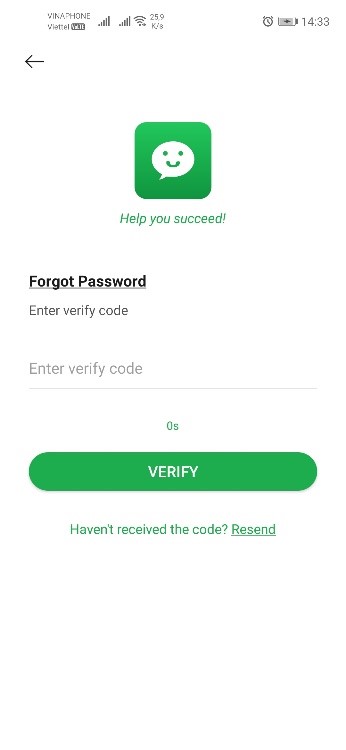 VINAPHONE
Viettel VoLTE
25,9
K/s
14:33
Help you succeed!
Forgot Password
Enter verify code
Enter verify code
0s
VERIFY
Haven't received the code? Resend